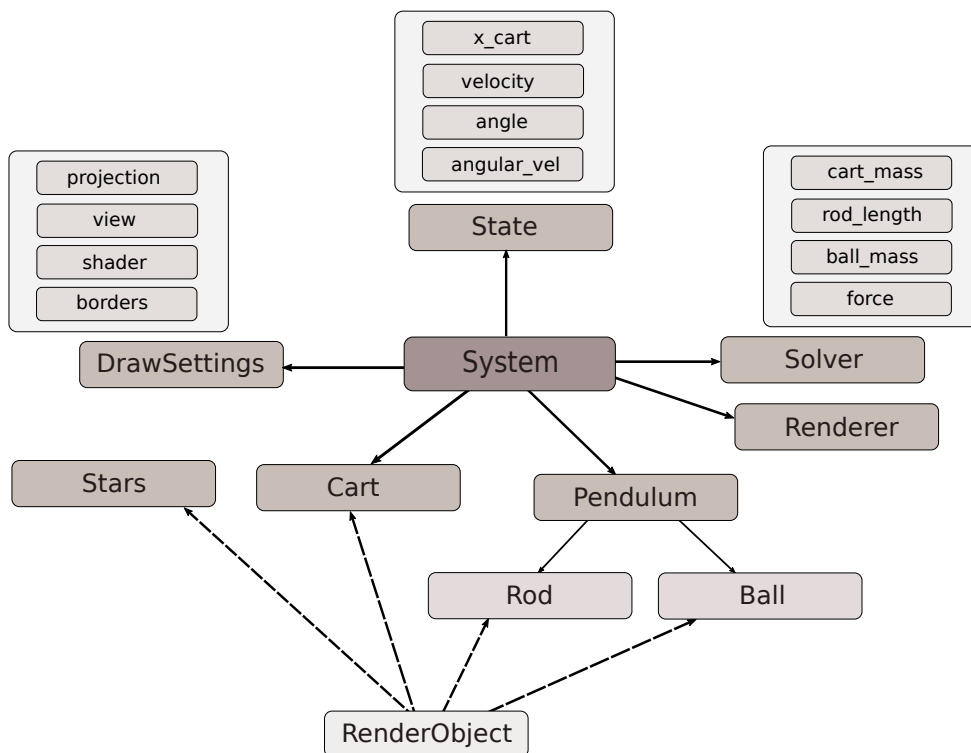 x_cart
velocity
angle
angular_vel
projection
view
shader
borders
cart_mass
rod_length
ball_mass
force
State
DrawSettings
System
Solver
Renderer
Stars
Cart
Pendulum
Rod
Ball
RenderObject